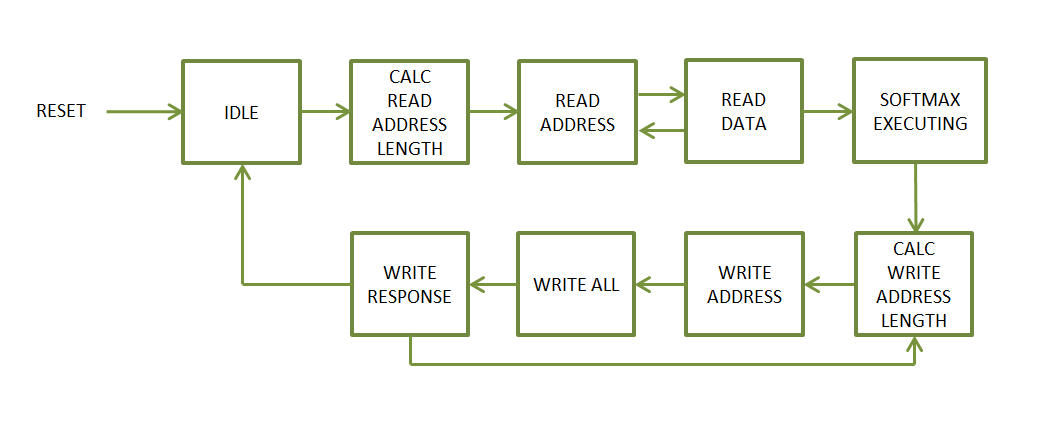 RESET
IDLE
CALC
READ
ADDRESS
LENGTH
READ
ADDRESS
READ
DATA
SOFTMAX
EXECUTING
WRITE
RESPONSE
WRITE ALL
WRITE
ADDRESS
CALC
WRITE
ADDRESS
LENGTH